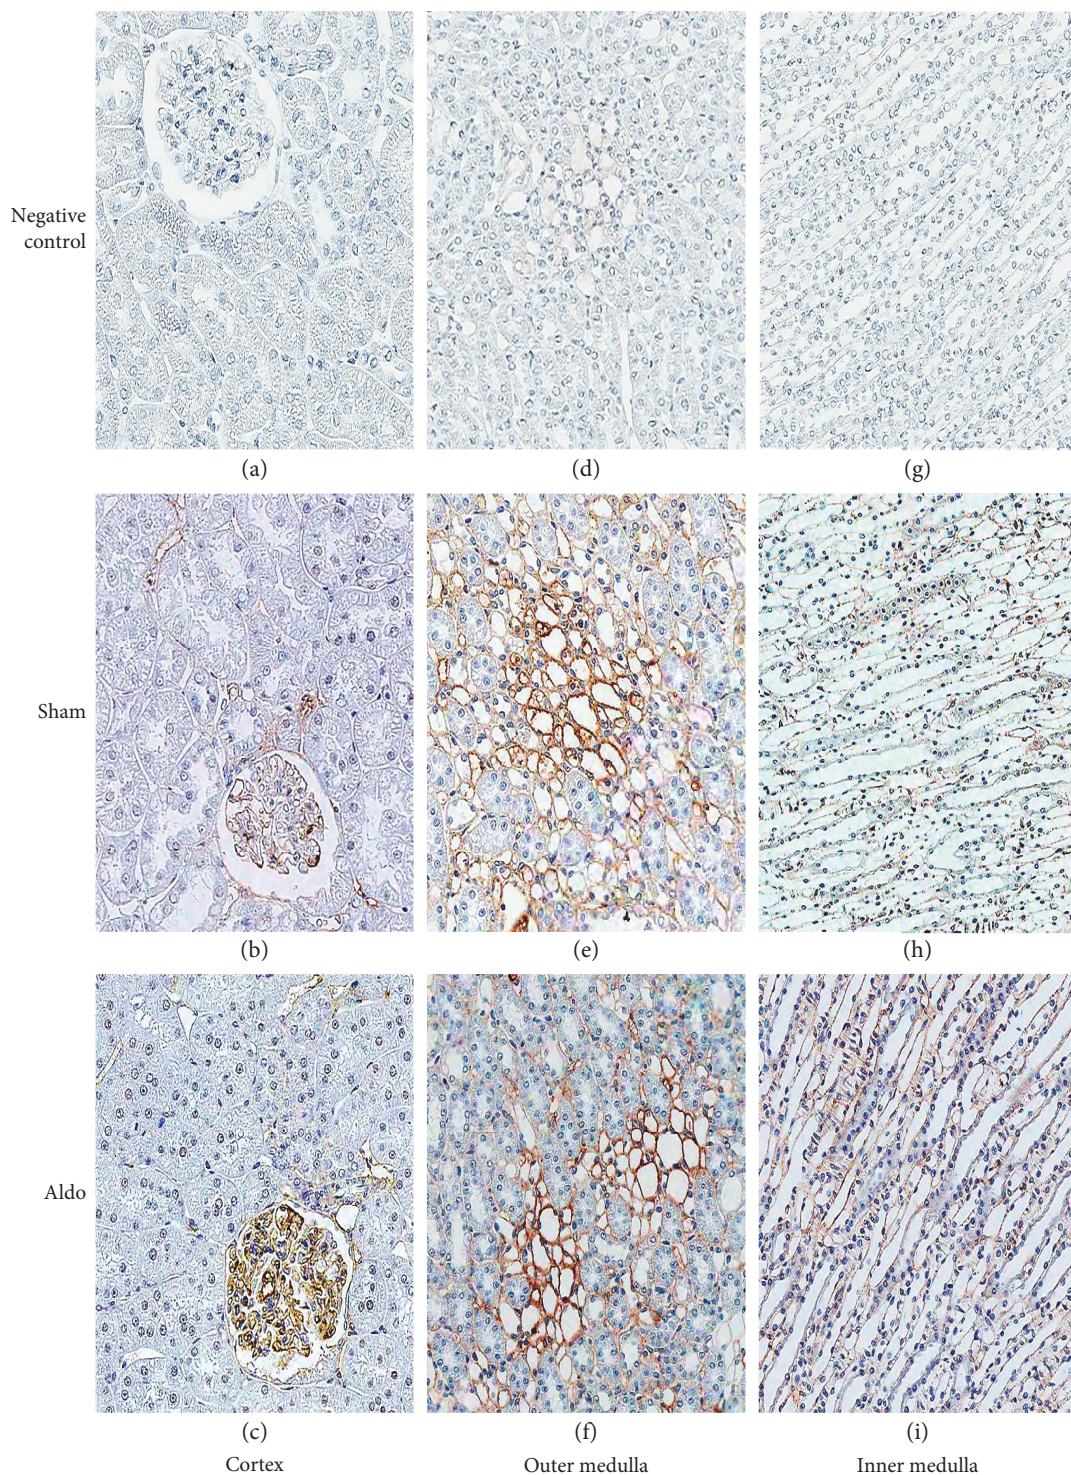 Negative
control
(a)
(d)
(g)
Sham
(b)
(e)
(h)
Aldo
(c)
(f)
(i)
Cortex
Outer medulla
Inner medulla